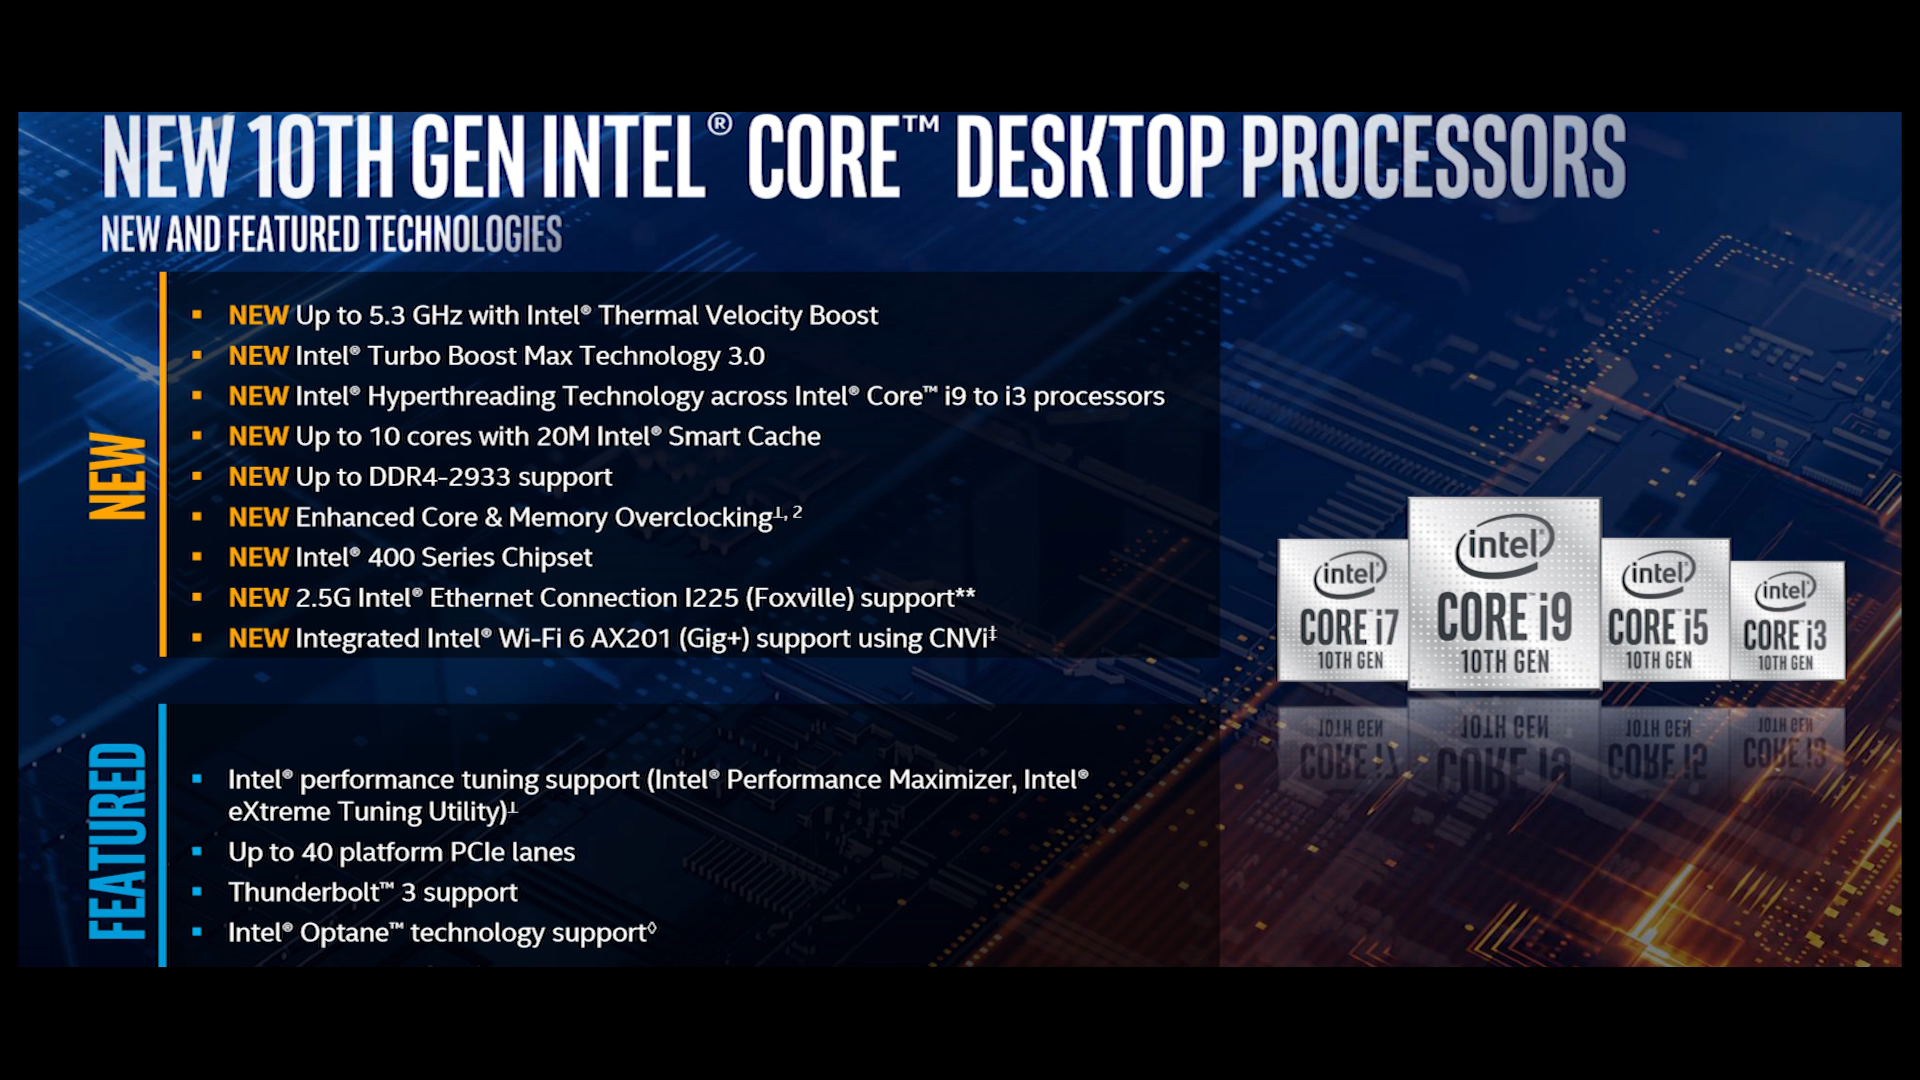 NEW 10TH GEN INTEL® CORE™ DESKTOP PROCESSORS
NEW AND FEATURED TECHNOLOGIES
NEW
▪ NEW Up to 5.3 GHz with Intel® Thermal Velocity Boost
▪ NEW Intel® Turbo Boost Max Technology 3.0
▪ NEW Intel® Hyperthreading Technology across Intel® Core™ i9 to i3 processors
▪ NEW Up to 10 cores with 20M Intel® Smart Cache
▪ NEW Up to DDR4-2933 support
▪ NEW Enhanced Core & Memory Overclocking⊥, 2
▪ NEW Intel® 400 Series Chipset
▪ NEW 2.5G Intel® Ethernet Connection I225 (Foxville) support**
▪ NEW Integrated Intel® Wi-Fi 6 AX201 (Gig+) support using CNVi‡
FEATURED
▪ Intel® performance tuning support (Intel® Performance Maximizer, Intel®
eXtreme Tuning Utility)⊥
▪ Up to 40 platform PCIe lanes
▪ Thunderbolt™ 3 support
▪ Intel® Optane™ technology support◊
intel®
CORE™ i7
10TH GEN
intel®
CORE™ i9
10TH GEN
intel®
CORE™ i5
10TH GEN
intel®
CORE™ i3
10TH GEN